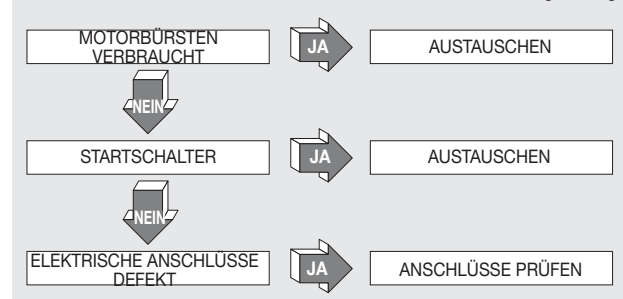 MOTORBÜRSTEN
VERBRAUCHT
JA
AUSTAUSCHEN
NEIN
STARTSCHALTER
JA
AUSTAUSCHEN
NEIN
ELEKTRISCHE ANSCHLÜSSE
DEFEKT
JA
ANSCHLÜSSE PRÜFEN